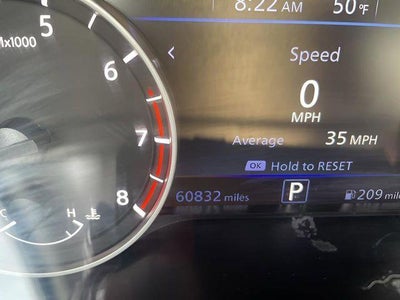 8:22 AM 50°F
x1000
5
6
7
8
C H
Speed
0
MPH
Average 35 MPH
OK Hold to RESET
60832 miles P 209 mil